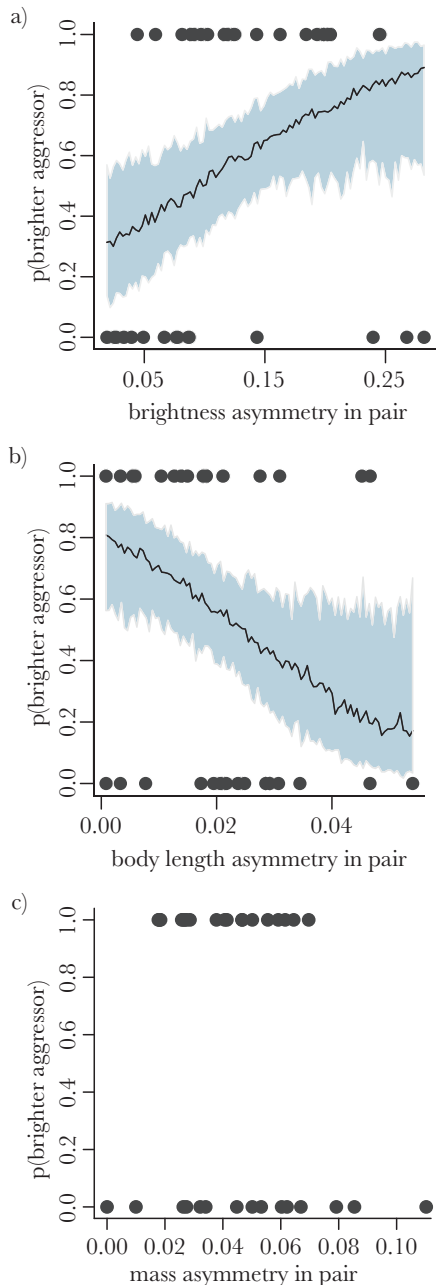 a)
1.0
0.8
0.6
0.4
0.2
0.0
p(brighter aggressor)
0.05 0.15 0.25
brightness asymmetry in pair
b)
1.0
0.8
0.6
0.4
0.2
0.0
p(brighter aggressor)
0.00 0.02 0.04
body length asymmetry in pair
c)
1.0
0.8
0.6
0.4
0.2
0.0
p(brighter aggressor)
0.00 0.02 0.04 0.06 0.08 0.10
mass asymmetry in pair